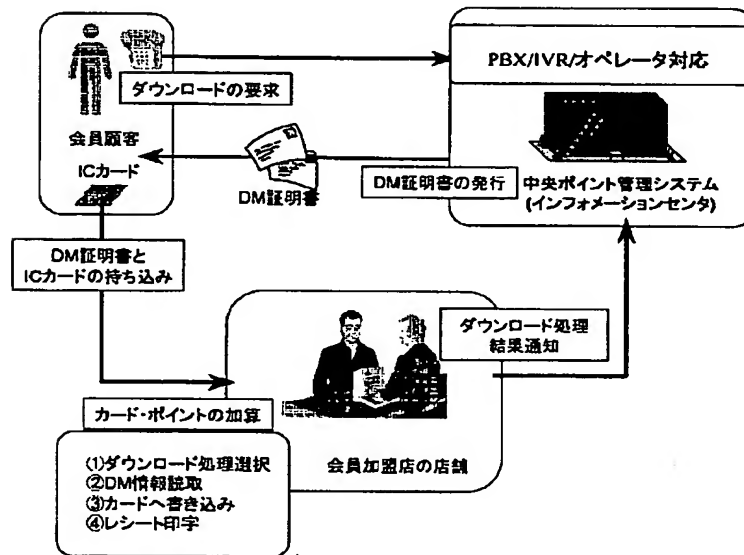 PBX/IVR/オペレータ対応
ダウンロードの要求
会員顧客
ICカード
DM証明書
DM証明書の発行
中央ポイント管理システム
(インフォメーションセンタ)
DM証明書と
ICカードの持ち込み
ダウンロード処理
結果通知
カード・ポイントの加算
会員加盟店の店舗
(1)ダウンロード処理選択
②DM情報読取
③カードへ書き込み
④レシート印字